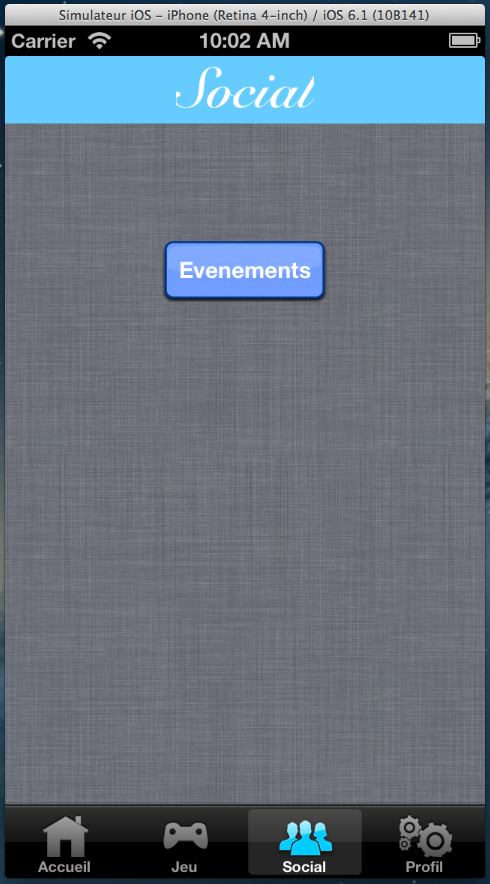 Simulateur iOS - iPhone (Retina 4-inch) / iOS 6.1 (10B141)
Carrier 10:02 AM
Social
Evenements
Accueil Jeu Social Profil